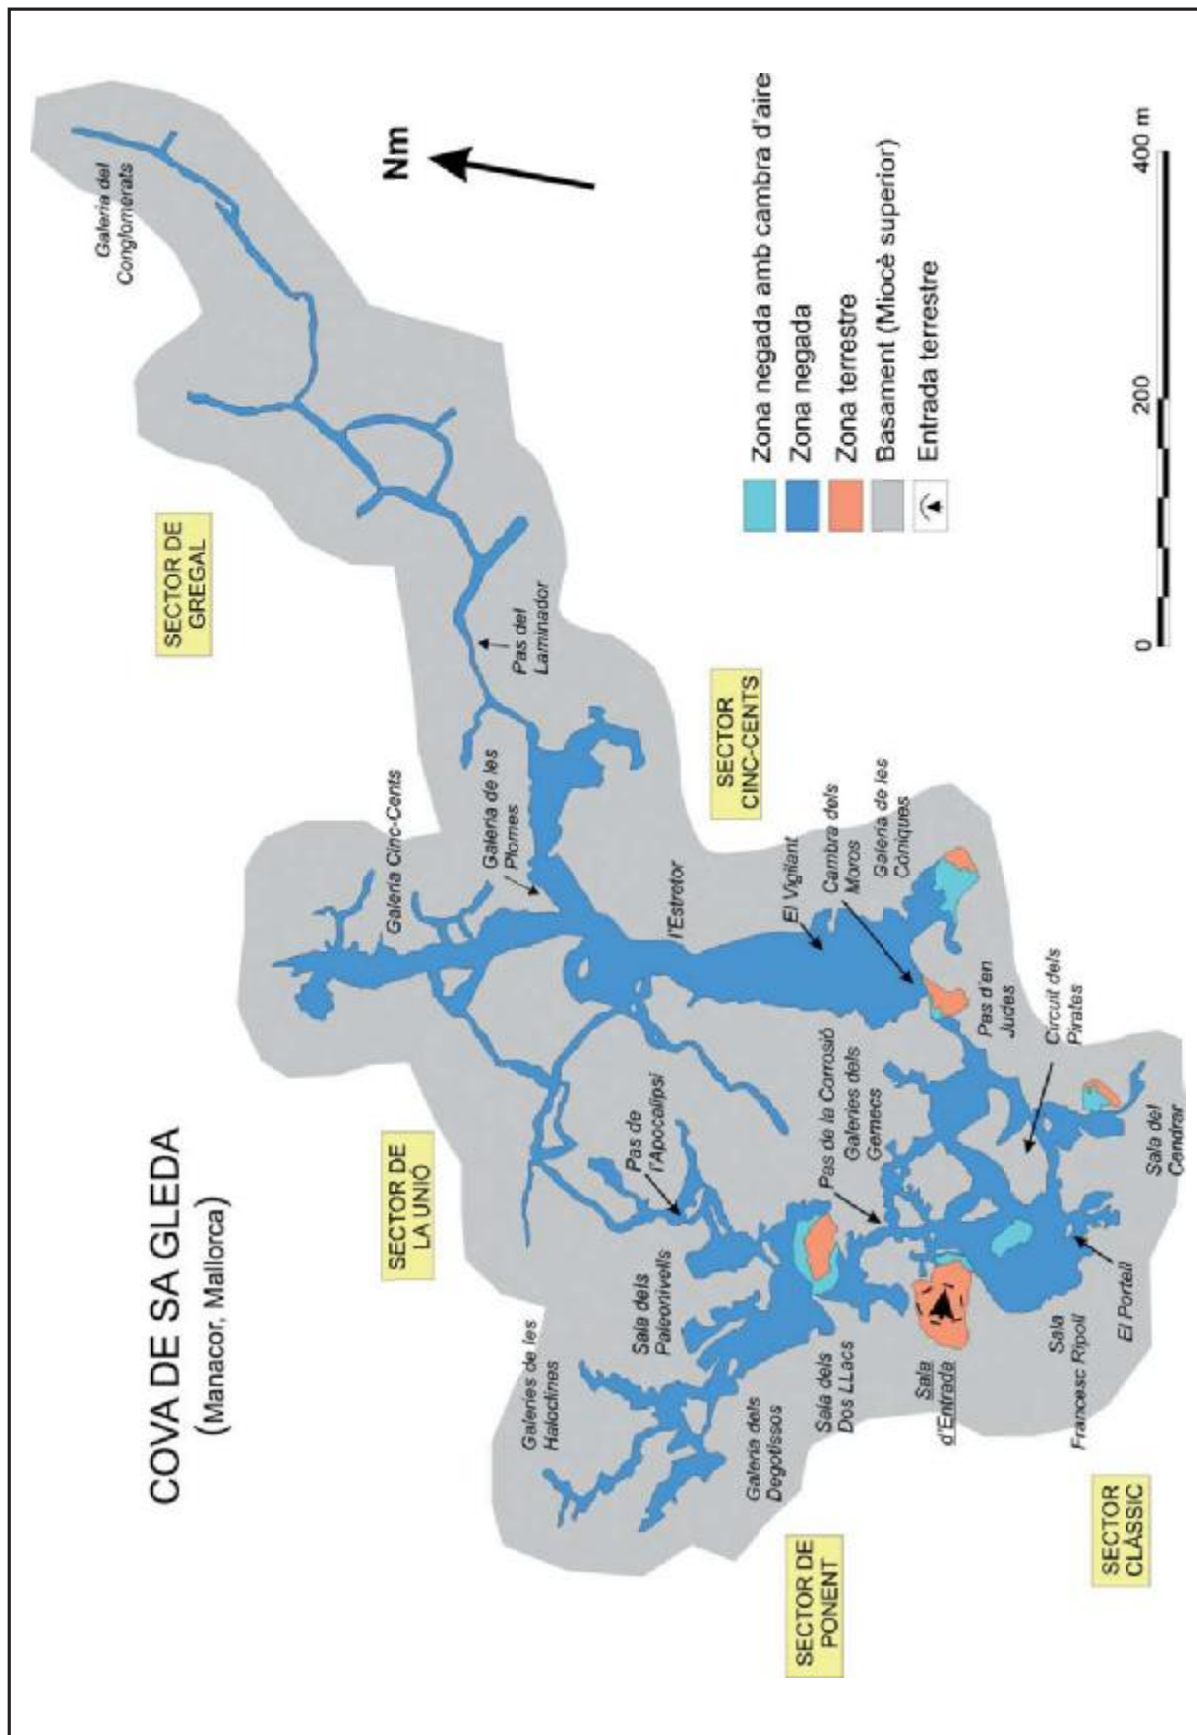 COVA DE SA GLEDA
(Manacor, Mallorca)
Galeria del
Conglomerats
SECTOR DE
GREGAL
Nm
SECTOR DE
LA UNIÓ
Galeria Cinc-Cents
Galeria de les
Plomes
Pas del
Laminador
Galeries de les
Haloclines
Sala dels
Paleonivells
Pas de
l'Apocalipsi
l'Estretor
SECTOR
CINC-CENTS
Galeria dels
Degotissos
SECTOR DE
PONENT
Sala dels
Dos LLacs
Pas de la Corrosió
Galeries dels
Gemecs
El Vigilant
Cambra dels
Moros
Galeria de les
Còniques
Sala
d'Entrada
Pas d'en
Judes
Circuit dels
Pirates
Sala
Francesc Ripoll
El Portell
Sala del
Cendrar
SECTOR
CLÀSSIC
Zona negada amb cambra d'aire
Zona negada
Zona terrestre
Basament (Miocè superior)
Entrada terrestre
0 200 400 m